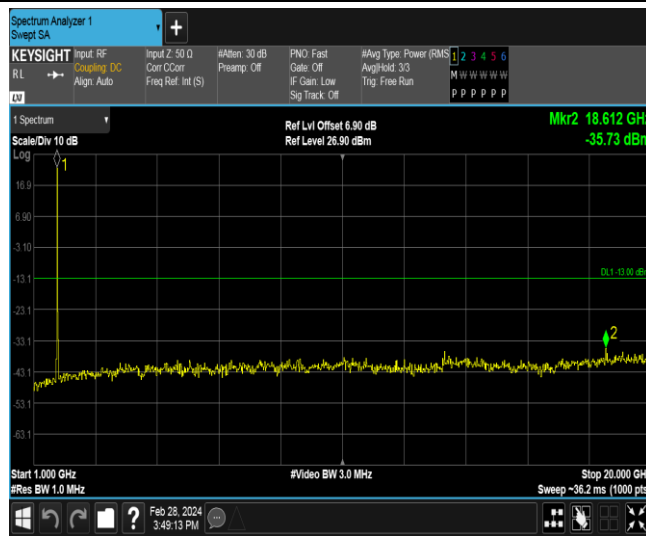 Spectrum Analyzer 1
Swept SA
+
KEYSIGHT
RL
LXI
Input: RF
Coupling: DC
Align: Auto
Input Z: 50 Ω
Corr CCorr
Freq Ref: Int (S)
#Atten: 30 dB
Preamp: Off
PNO: Fast
Gate: Off
IF Gain: Low
Sig Track: Off
#Avg Type: Power (RMS
Avg|Hold: 3/3
Trig: Free Run
1 2 3 4 5 6
M W W W W W
P P P P P P
1 Spectrum
Scale/Div 10 dB
Ref Lvl Offset 6.90 dB
Ref Level 26.90 dBm
Mkr2 18.612 GHz
-35.73 dBm
Log
1
16.9
6.90
-3.10
DL1 -13.00 dBm
-13.1
-23.1
-33.1
2
-43.1
-53.1
-63.1
Start 1.000 GHz
#Video BW 3.0 MHz
Stop 20.000 GH
#Res BW 1.0 MHz
Sweep ~36.2 ms (1000 pts
?
Feb 28, 2024
3:49:13 PM